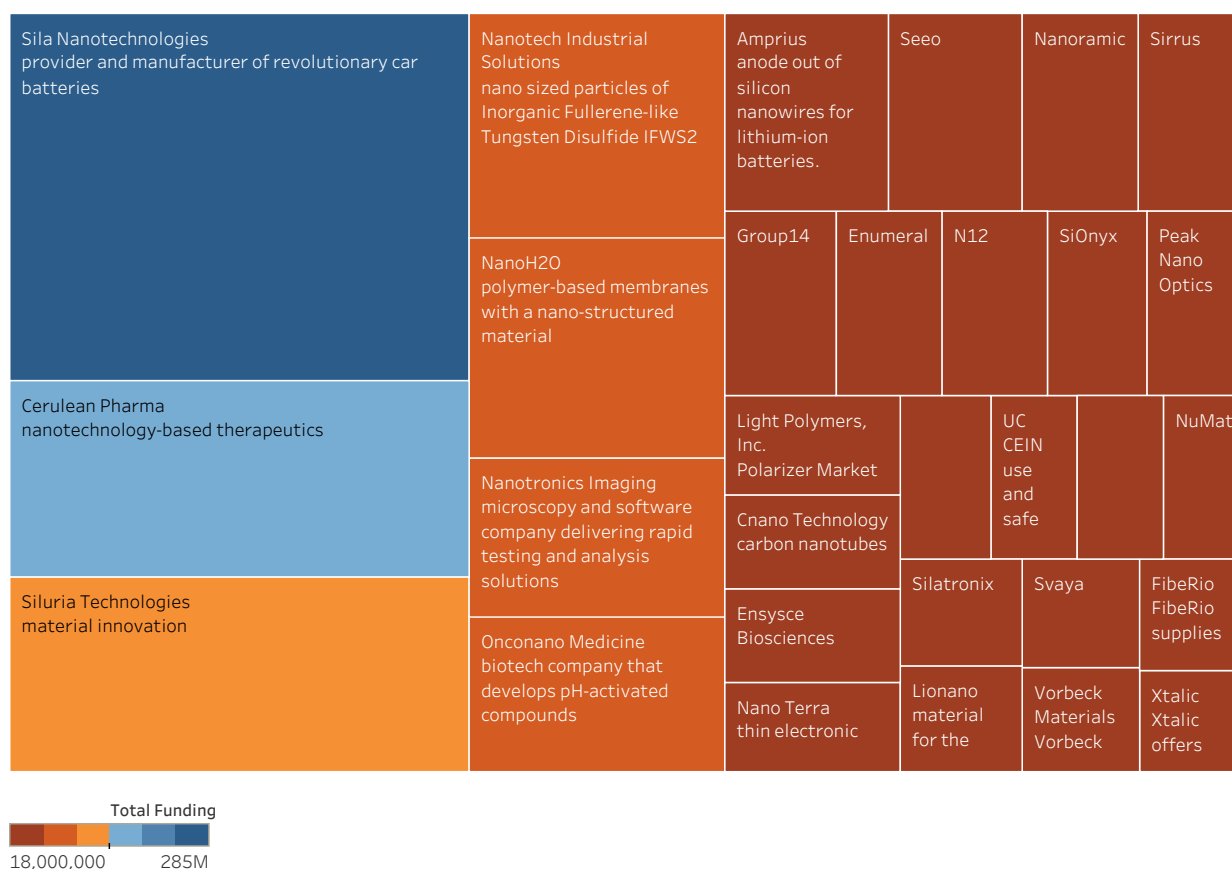 Sila Nanotechnologies
provider and manufacturer of revolutionary car
batteries
Cerulean Pharma
nanotechnology-based therapeutics
Siluria Technologies
material innovation
Nanotech Industrial
Solutions
nano sized particles of
Inorganic Fullerene-like
Tungsten Disulfide IFWS2
NanoH2O
polymer-based membranes
with a nano-structured
material
Nanotronics Imaging
microscopy and software
company delivering rapid
testing and analysis
solutions
Onconano Medicine
biotech company that
develops pH-activated
compounds
Amprius
anode out of
silicon
nanowires for
lithium-ion
batteries.
Seeo
Nanoramic
Sirrus
Group14
Enumeral
N12
SiOnyx
Peak
Nano
Optics
Light Polymers,
Inc.
Polarizer Market
UC
CEIN
use
and
safe
NuMat
Cnano Technology
carbon nanotubes
Ensysce
Biosciences
Nano Terra
thin electronic
Silatronix
Svaya
FibeRio
FibeRio
supplies
Lionano
material
for the
Vorbeck
Materials
Vorbeck
Xtalic
Xtalic
offers
Total Funding
18,000,000
285M